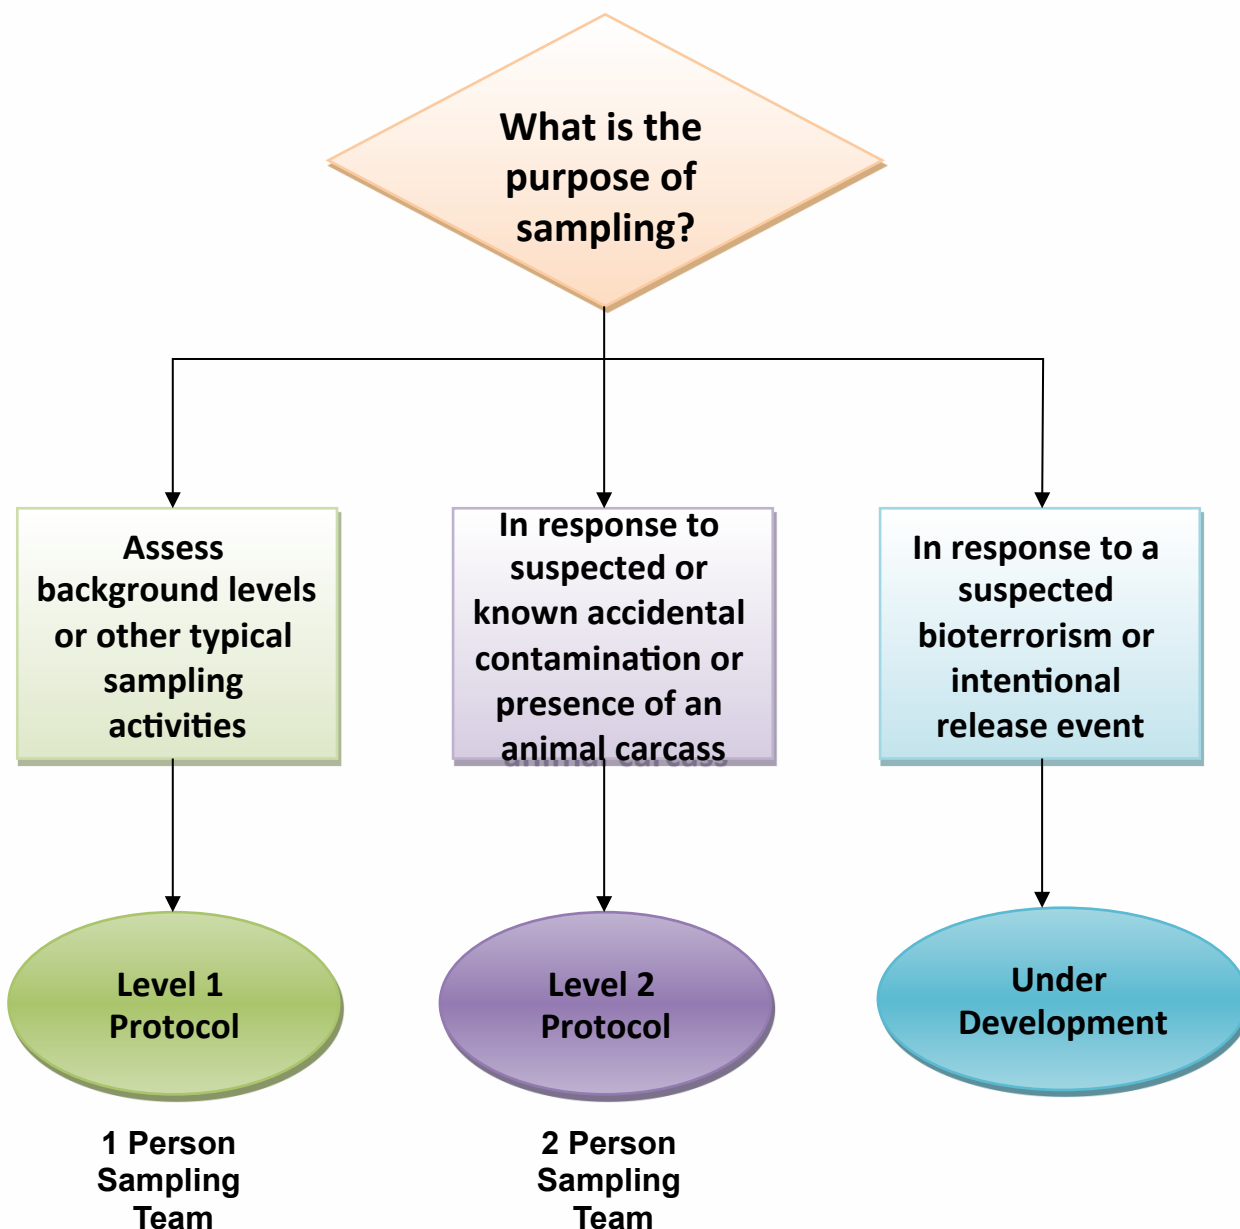 What is the
purpose of
sampling?
Assess
background levels
or other typical
sampling
activities
In response to
suspected or
known accidental
contamination or
presence of an
animal carcass
In response to a
suspected
bioterrorism or
intentional
release event
Level 1
Protocol
Level 2
Protocol
Under
Development
1 Person
Sampling
Team
2 Person
Sampling
Team